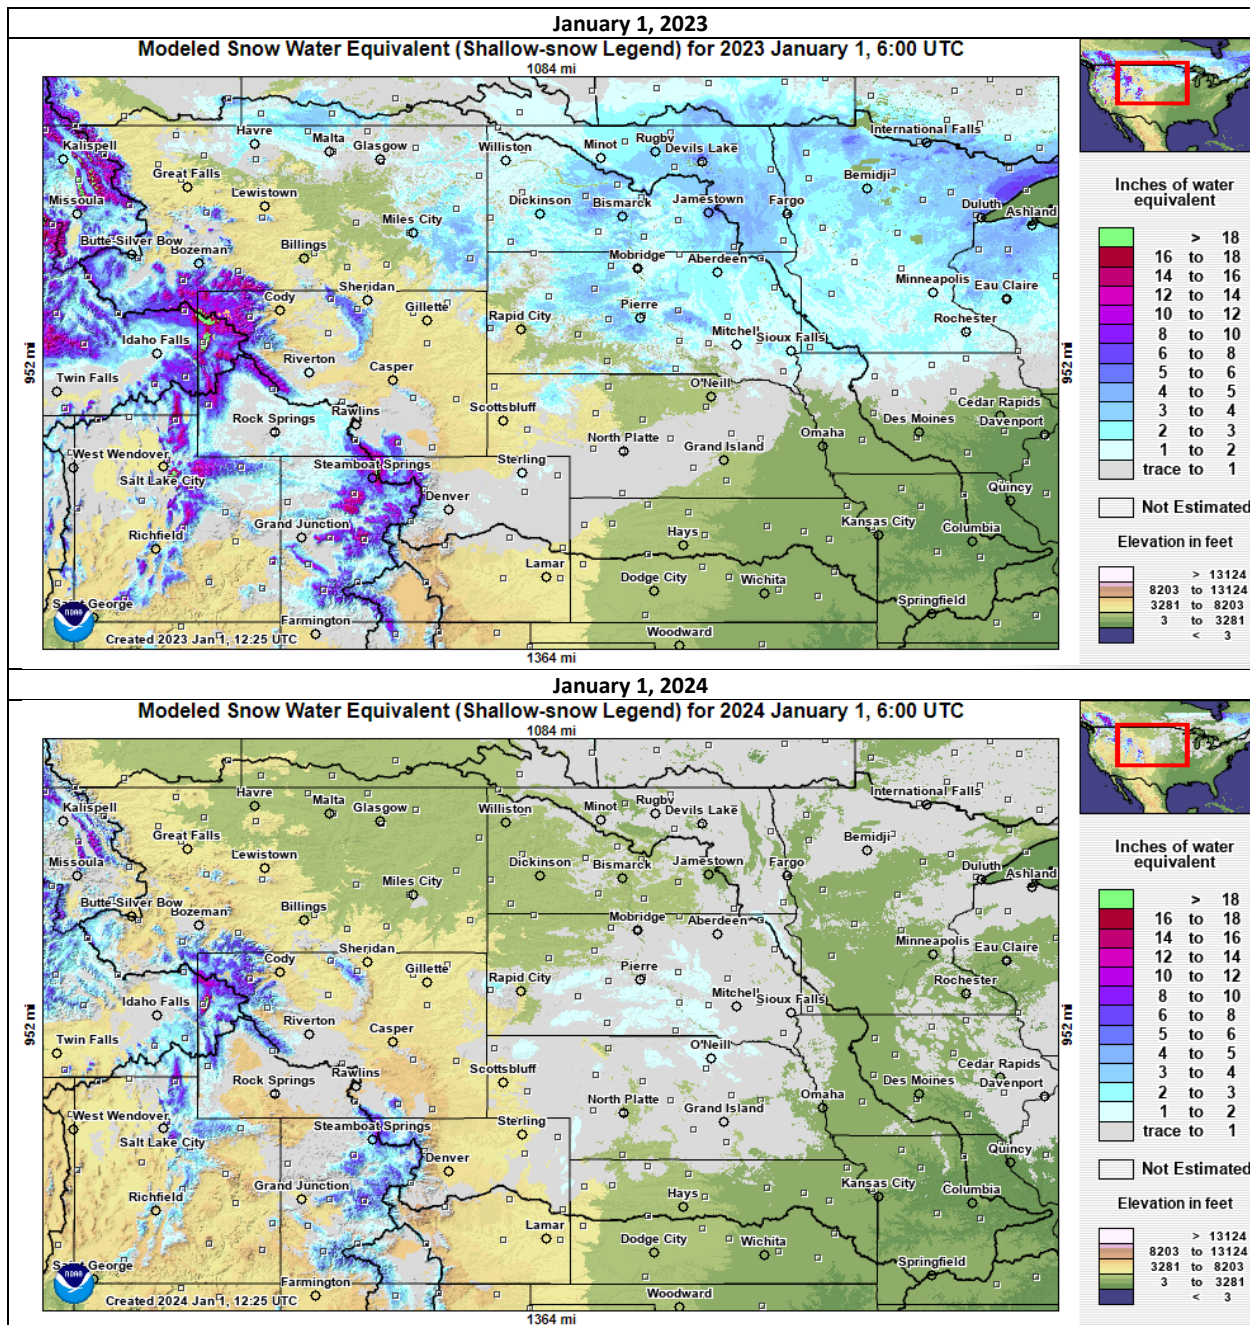 January 1, 2023
Modeled Snow Water Equivalent (Shallow-snow Legend) for 2023 January 1, 6:00 UTC
1084 mi
Havre Malta Glasgow Williston Minot Rugby Devils Lake International Falls
Kalispell Great Falls Bemidji
Missoula Lewistown Miles City Dickinson Bismarck Jamestown Fargo Duluth Ashland
Butte-Silver Bow Bozeman Billings
Mobridge Aberdeen Minneapolis Eau Claire
Cody Sheridan Gillette Rapid City Pierre Mitchell Sioux Falls Rochester
Idaho Falls Riverton Casper
Twin Falls O'Neill Cedar Rapids
Rock Springs Rawlins Scottsbluff North Platte Grand Island Omaha Des Moines Davenport
West Wendover Salt Lake City Steamboat Springs Sterling Quincy
Denver
Richfield Grand Junction Hays Kansas City Columbia
Lamar Dodge City Wichita Springfield
George Farmington Woodward
952 mi
952 mi
NOAA
Created 2023 Jan 1, 12:25 UTC
1364 mi
Inches of water
equivalent
> 18
16 to 18
14 to 16
12 to 14
10 to 12
8 to 10
6 to 8
5 to 6
4 to 5
3 to 4
2 to 3
1 to 2
trace to 1
Not Estimated
Elevation in feet
> 13124
8203 to 13124
3281 to 8203
3 to 3281
< 3
January 1, 2024
Modeled Snow Water Equivalent (Shallow-snow Legend) for 2024 January 1, 6:00 UTC
1084 mi
Havre Malta Glasgow Williston Minot Rugby Devils Lake International Falls
Kalispell Great Falls Bemidji
Missoula Lewistown Miles City Dickinson Bismarck Jamestown Fargo Duluth Ashland
Butte-Silver Bow Bozeman Billings
Mobridge Aberdeen Minneapolis Eau Claire
Cody Sheridan Gillette Rapid City Pierre Mitchell Sioux Falls Rochester
Idaho Falls Riverton Casper
Twin Falls O'Neill Cedar Rapids
Rock Springs Rawlins Scottsbluff North Platte Grand Island Omaha Des Moines Davenport
West Wendover Salt Lake City Steamboat Springs Sterling Quincy
Denver
Richfield Grand Junction Hays Kansas City Columbia
Lamar Dodge City Wichita Springfield
George Farmington Woodward
952 mi
952 mi
NOAA
Created 2024 Jan 1, 12:25 UTC
1364 mi
Inches of water
equivalent
> 18
16 to 18
14 to 16
12 to 14
10 to 12
8 to 10
6 to 8
5 to 6
4 to 5
3 to 4
2 to 3
1 to 2
trace to 1
Not Estimated
Elevation in feet
> 13124
8203 to 13124
3281 to 8203
3 to 3281
< 3